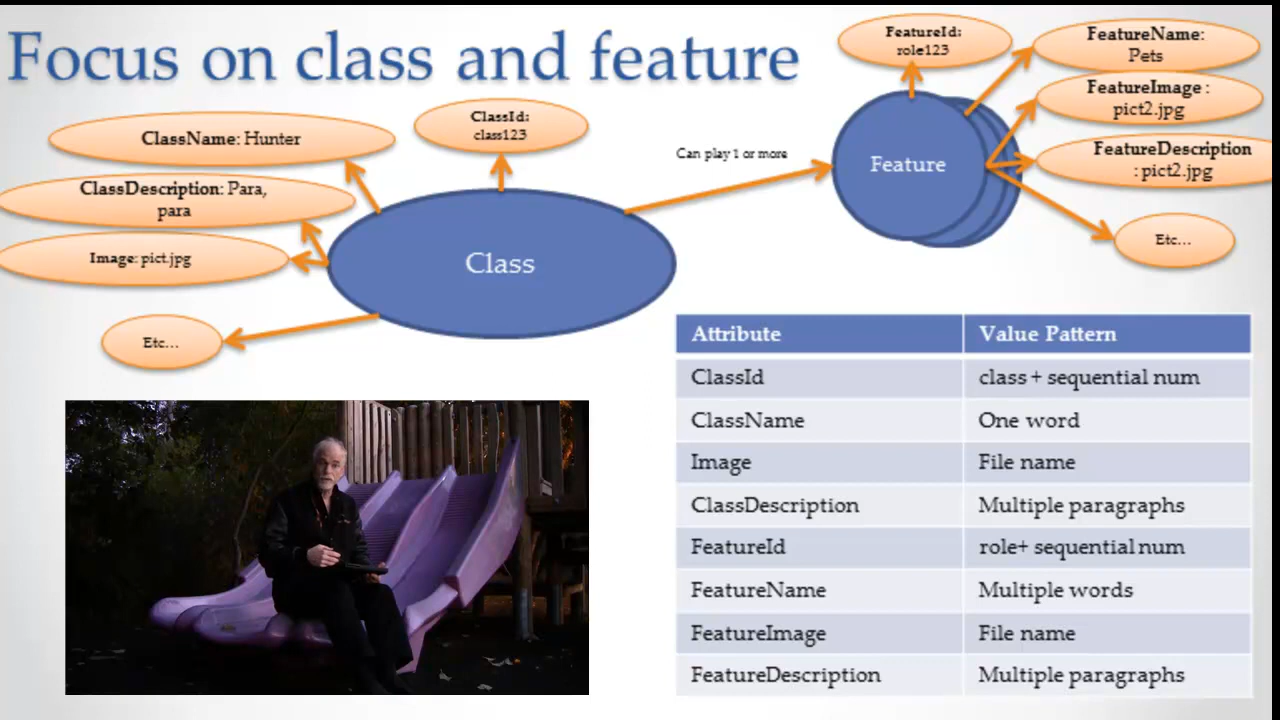 Focus on class and feature
FeatureId:
role123
FeatureName:
Pets
FeatureImage :
pict2.jpg
FeatureDescription
: pict2.jpg
Etc...
Feature
Can play 1 or more
ClassId:
class123
ClassName: Hunter
ClassDescription: Para,
para
Image: pict.jpg
Etc...
Class
Attribute Value Pattern
ClassId class + sequential num
ClassName One word
Image File name
ClassDescription Multiple paragraphs
FeatureId role+ sequential num
FeatureName Multiple words
FeatureImage File name
FeatureDescription Multiple paragraphs